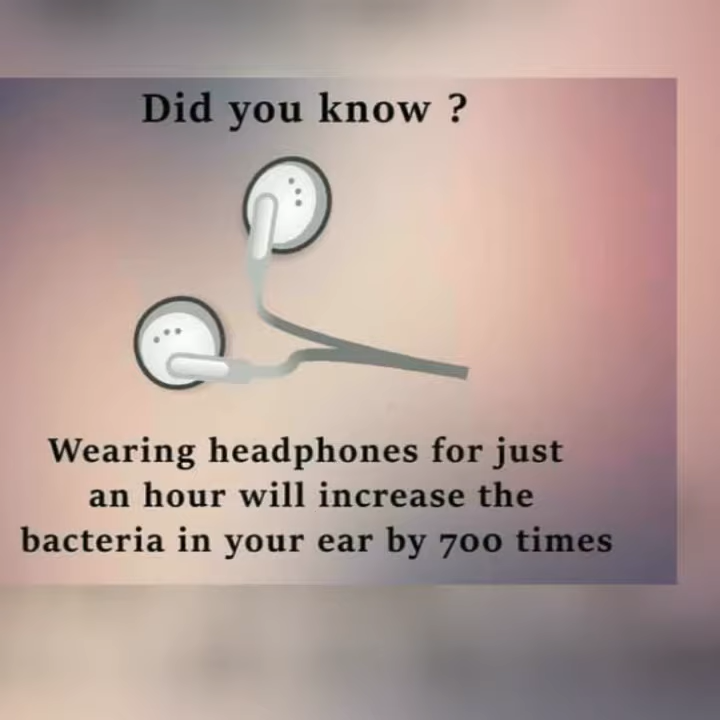 Did you know ?
Wearing headphones for just
an hour will increase the
bacteria in your ear by 700 times